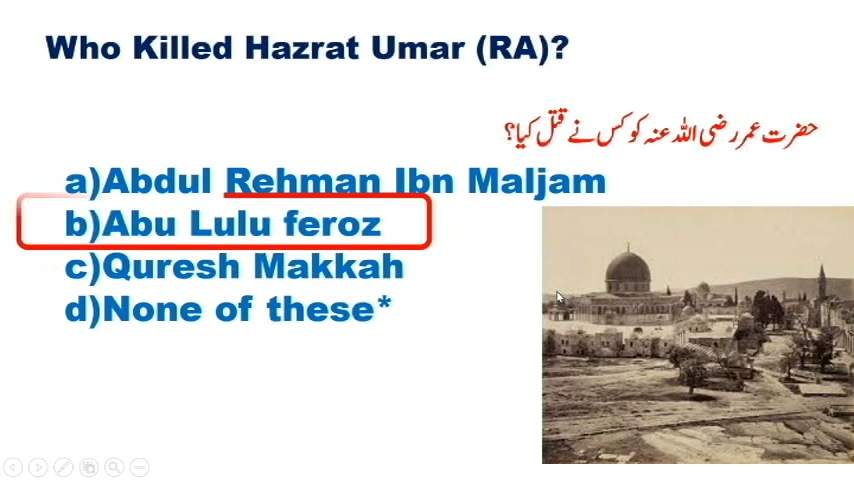 Who Killed Hazrat Umar (RA)?
حضرت عمر رضی اللہ عنہ کو کس نے قتل کیا؟
a)Abdul Rehman Ibn Maljam
b)Abu Lulu feroz
c)Quresh Makkah
d)None of these*